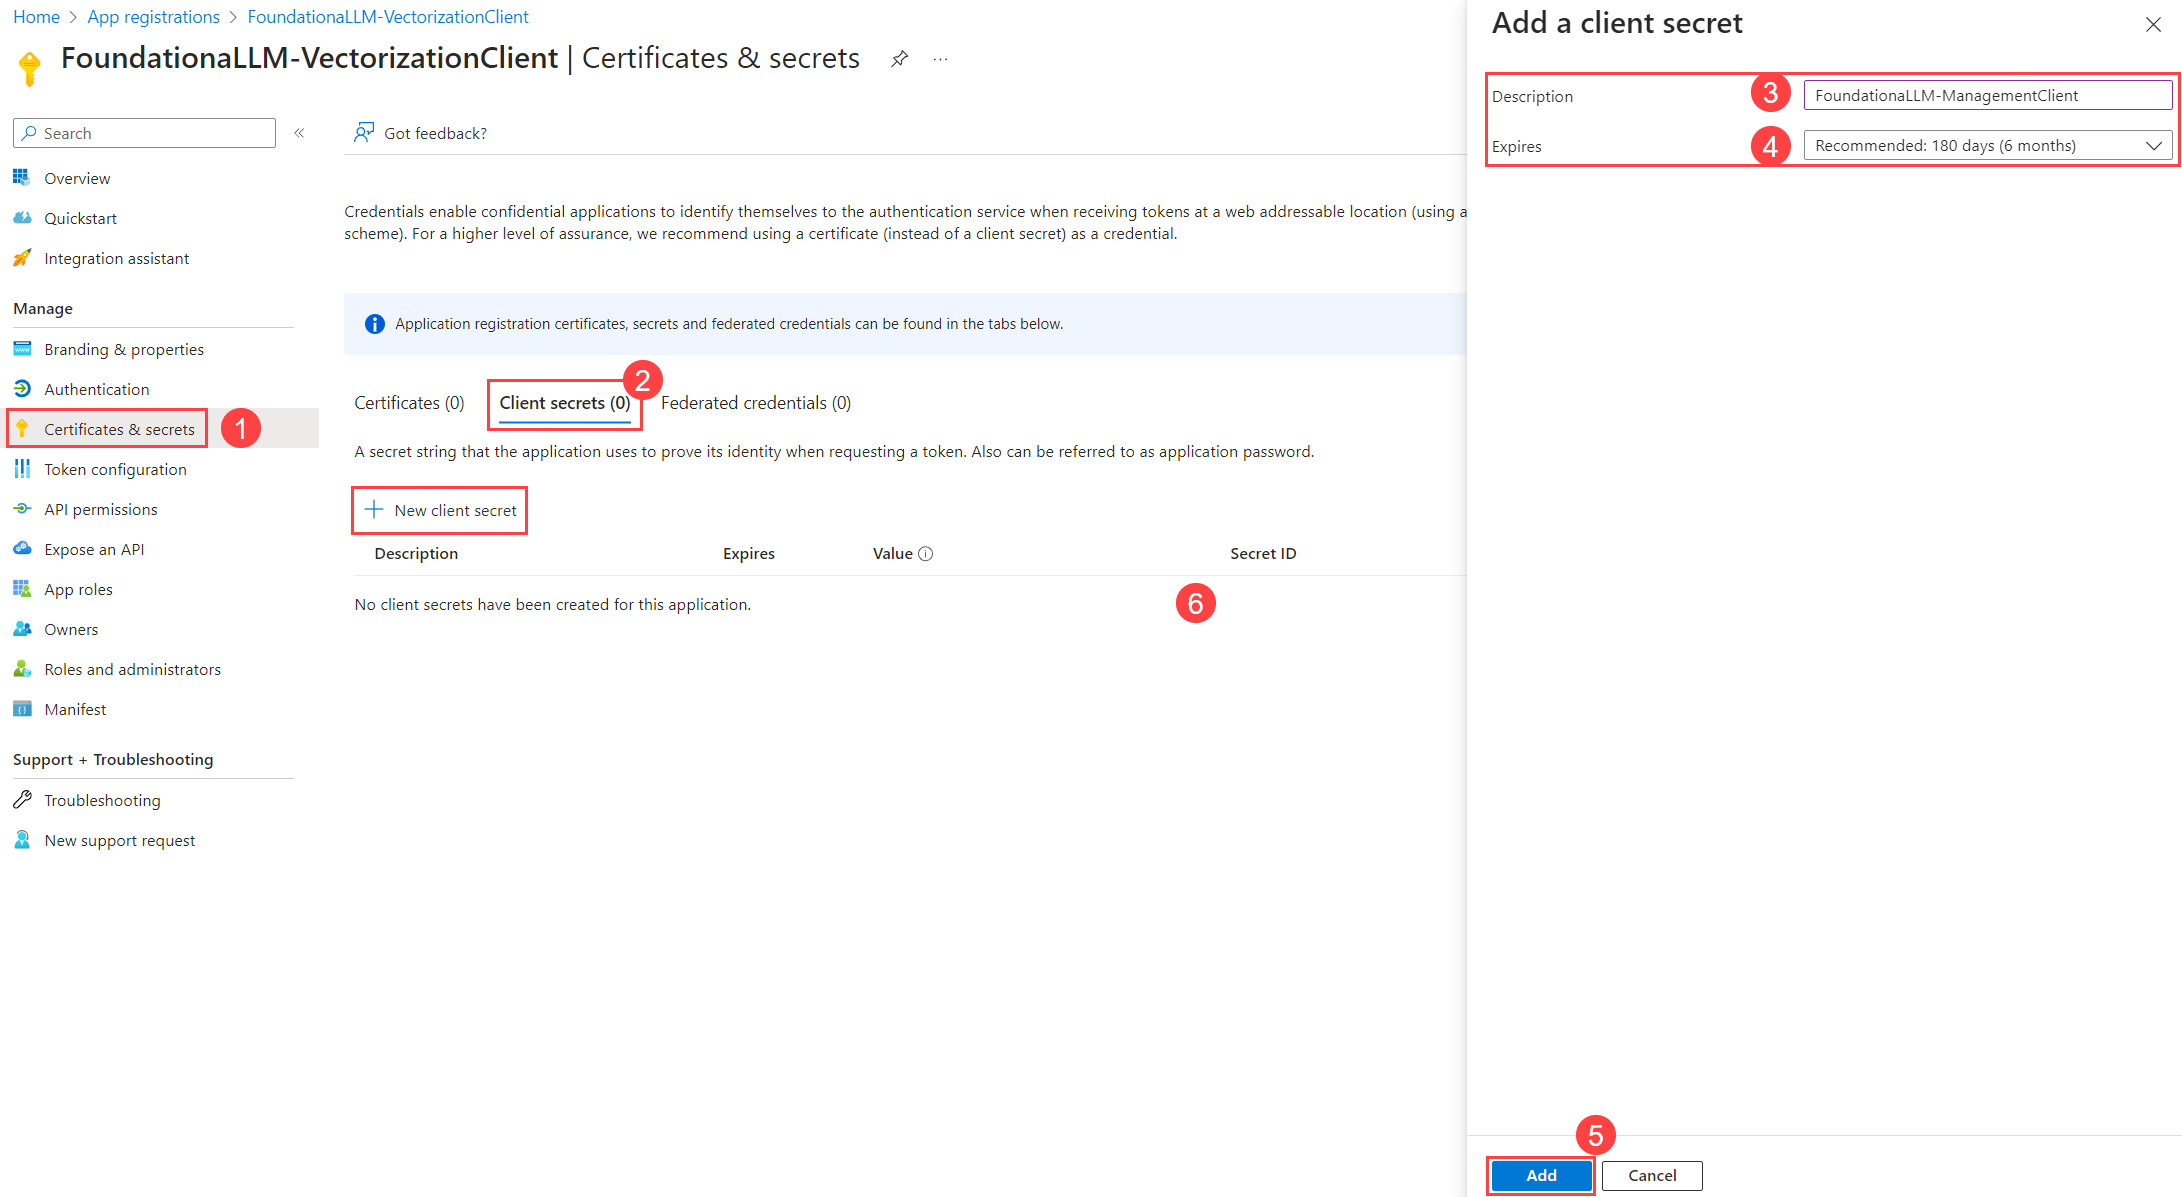 Home > App registrations > FoundationaLLM-VectorizationClient
FoundationaLLM-VectorizationClient | Certificates & secrets ...
Search «
Overview
Quickstart
Integration assistant
Manage
Branding & properties
Authentication
Certificates & secrets 1
Token configuration
API permissions
Expose an API
App roles
Owners
Roles and administrators
Manifest
Support + Troubleshooting
Troubleshooting
New support request
Got feedback?
Credentials enable confidential applications to identify themselves to the authentication service when receiving tokens at a web addressable location (using a
scheme). For a higher level of assurance, we recommend using a certificate (instead of a client secret) as a credential.
Application registration certificates, secrets and federated credentials can be found in the tabs below.
Certificates (0) Client secrets (0) 2 Federated credentials (0)
A secret string that the application uses to prove its identity when requesting a token. Also can be referred to as application password.
+ New client secret
Description Expires Value Secret ID
No client secrets have been created for this application. 6
Add a client secret
Description 3 FoundationaLLM-ManagementClient
Expires 4 Recommended: 180 days (6 months)
5
Add Cancel